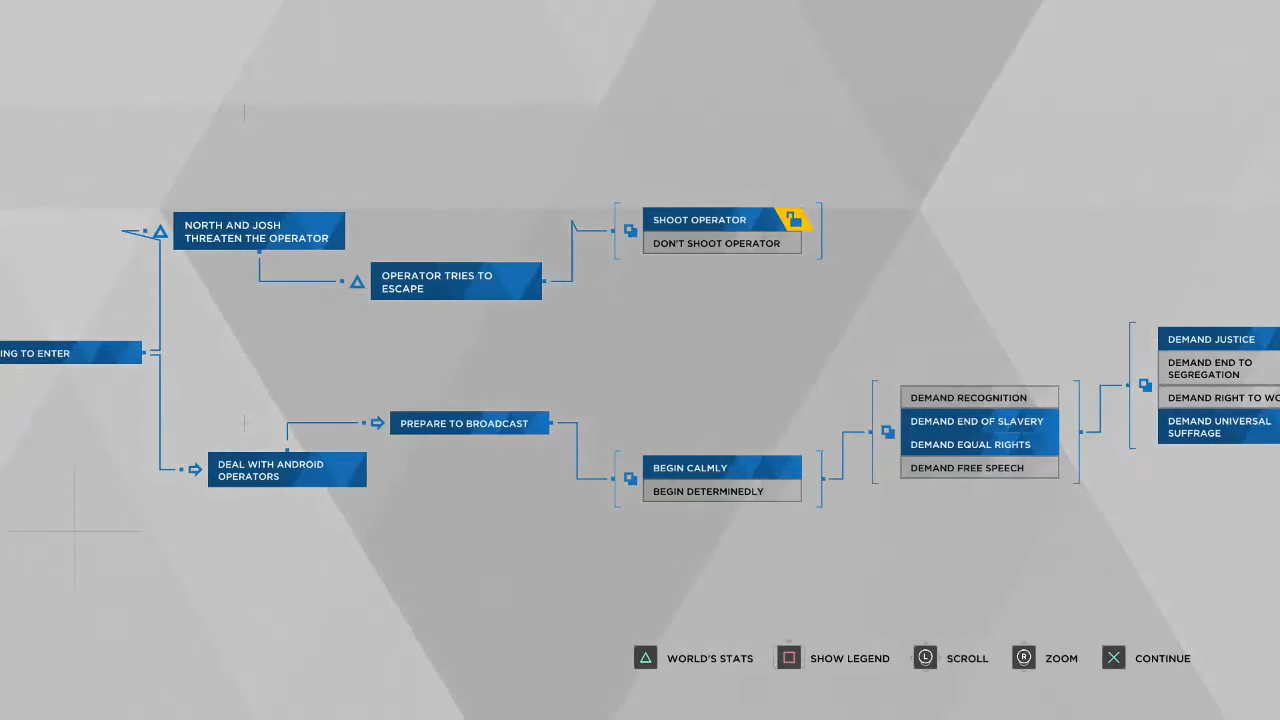 NORTH AND JOSH
THREATEN THE OPERATOR
SHOOT OPERATOR
DON'T SHOOT OPERATOR
OPERATOR TRIES TO
ESCAPE
ING TO ENTER
DEAL WITH ANDROID
OPERATORS
PREPARE TO BROADCAST
BEGIN CALMLY
BEGIN DETERMINEDLY
DEMAND RECOGNITION
DEMAND END OF SLAVERY
DEMAND EQUAL RIGHTS
DEMAND FREE SPEECH
DEMAND JUSTICE
DEMAND END TO
SEGREGATION
DEMAND RIGHT TO WO
DEMAND UNIVERSAL
SUFFRAGE
WORLD'S STATS
SHOW LEGEND
L
SCROLL
R
ZOOM
CONTINUE